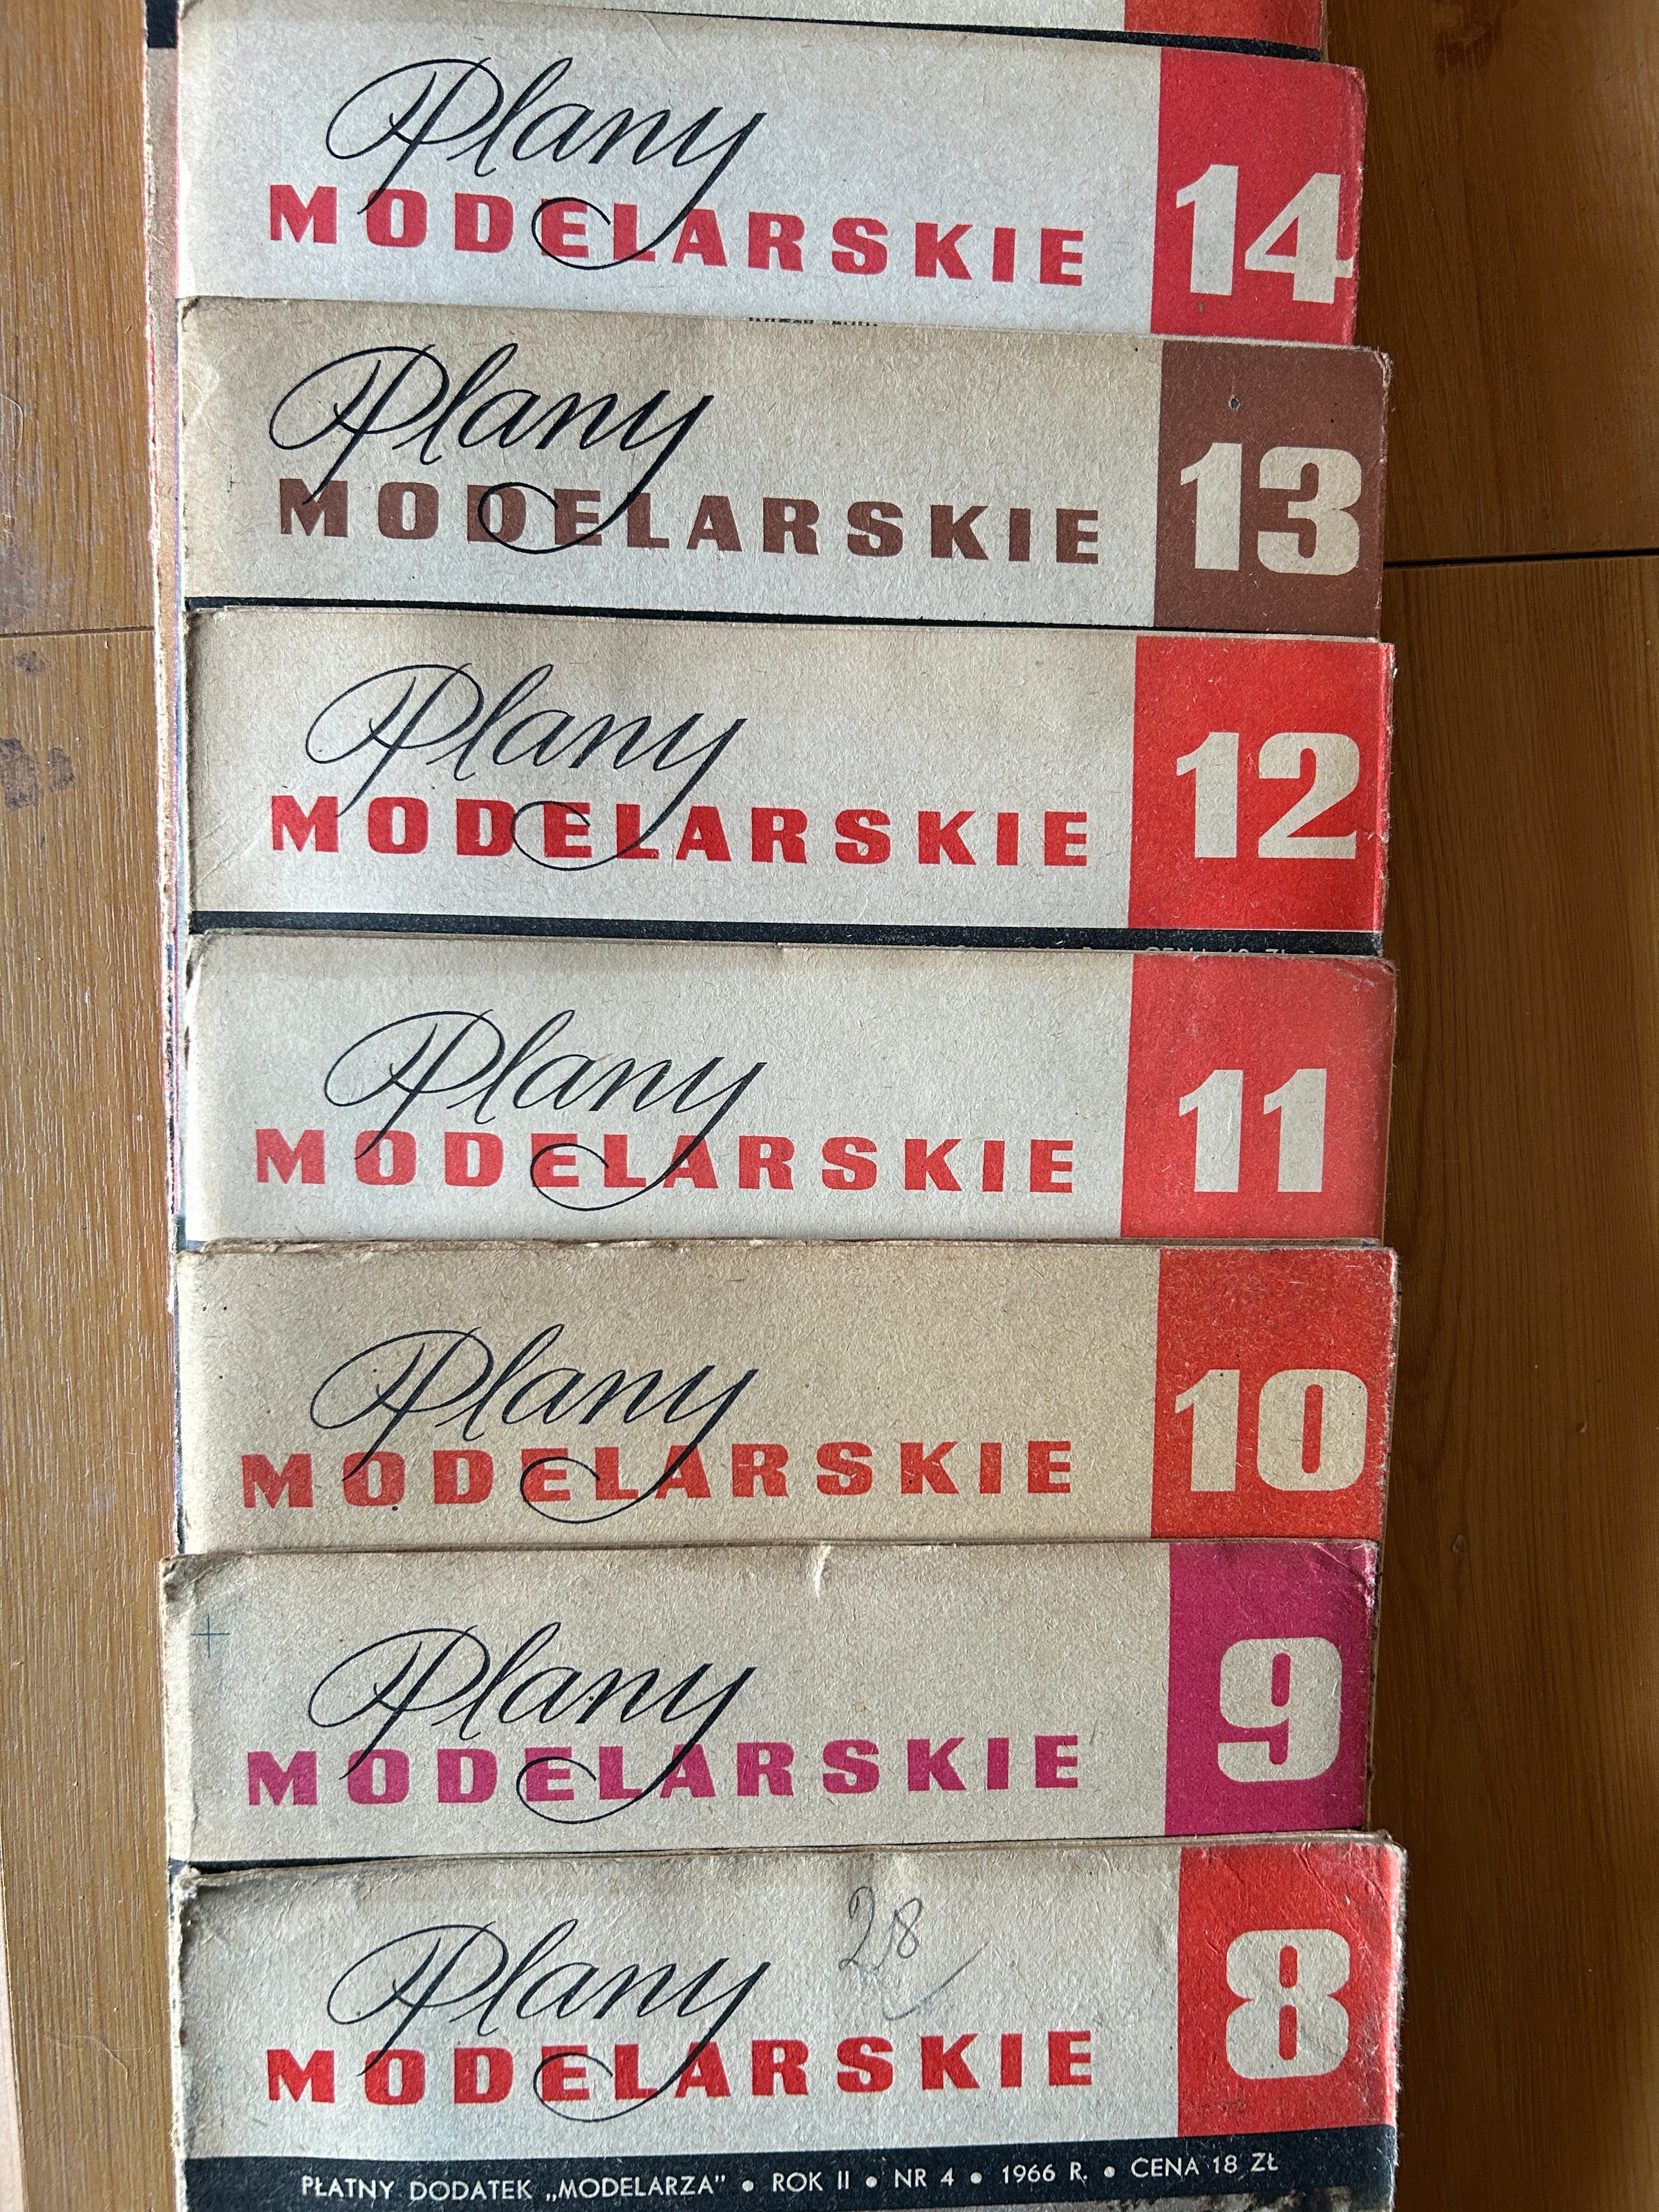 Plany
MODELARSKIE
14
Plany
MODELARSKIE
13
Plany
MODELARSKIE
12
Plany
MODELARSKIE
11
Plany
MODELARSKIE
10
Plany
MODELARSKIE
9
28
Plany
MODELARSKIE
8
PŁATNY DODATEK „MODELARZA” • ROK II • NR 4 • 1966 R. • CENA 18 ZŁ